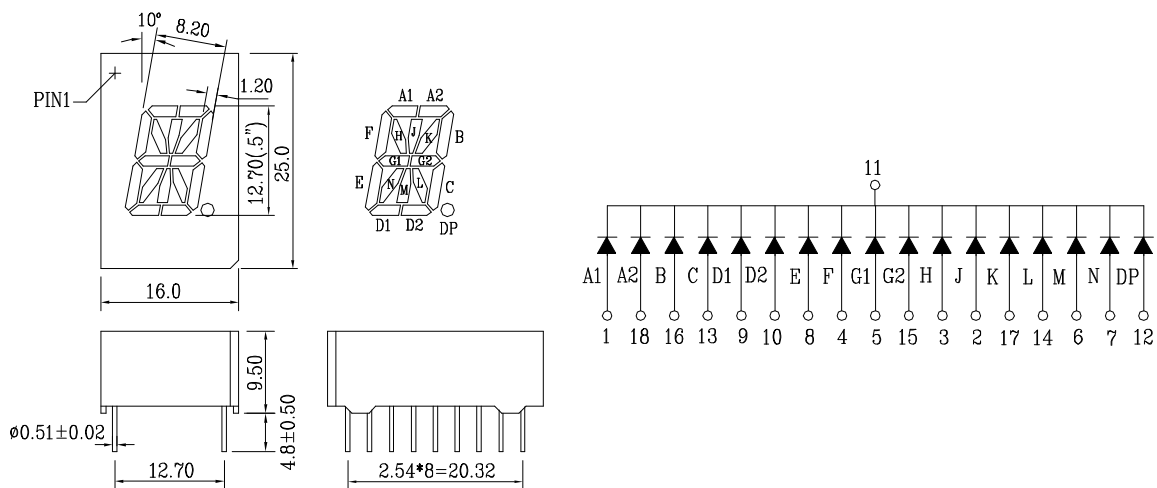 10°
8.20
1.20
PIN1
12.70(.5")
25.0
16.0
A1 A2
F H J K B
G1 G2
E N M L C
D1 D2 DP
11
A1 A2 B C D1 D2 E F G1 G2 H J K L M N DP
1 18 16 13 9 10 8 4 5 15 3 2 17 14 6 7 12
9.50
ø0.51±0.02
4.8±0.50
12.70
2.54*8=20.32